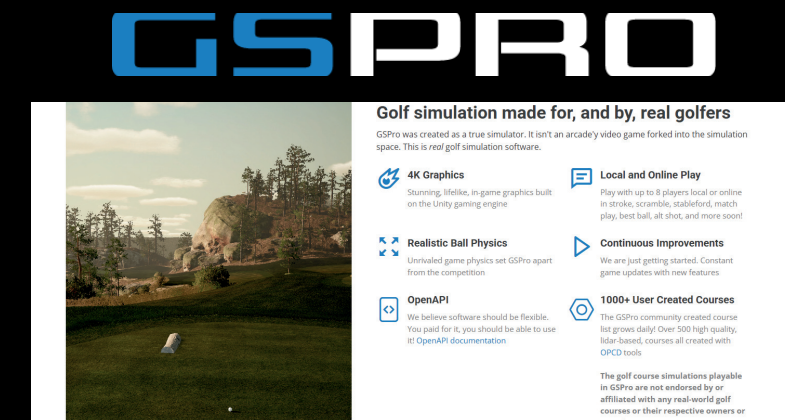 GSPRO
Golf simulation made for, and by, real golfers
GSPro was created as a true simulator. It isn't an arcade'y video game forked into the simulation
space. This is real golf simulation software.
4K Graphics
Stunning, lifelike, in-game graphics built
on the Unity gaming engine
Local and Online Play
Play with up to 8 players local or online
in stroke, scramble, stableford, match
play, best ball, alt shot, and more soon!
Realistic Ball Physics
Unrivaled game physics set GSPro apart
from the competition
Continuous Improvements
We are just getting started. Constant
game updates with new features
OpenAPI
We believe software should be flexible.
You paid for it, you should be able to use
it! OpenAPI documentation
1000+ User Created Courses
The GSPro community created course
list grows daily! Over 500 high quality,
lidar-based, courses all created with
OPCD tools
The golf course simulations playable
in GSPro are not endorsed by or
affiliated with any real-world golf
courses or their respective owners or